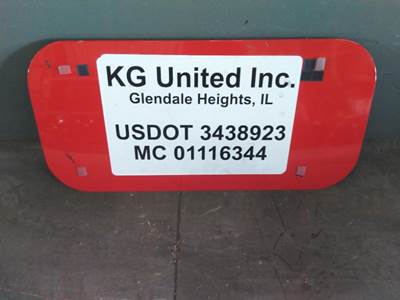 KG United Inc.
Glendale Heights, IL
USDOT 3438923
MC 01116344